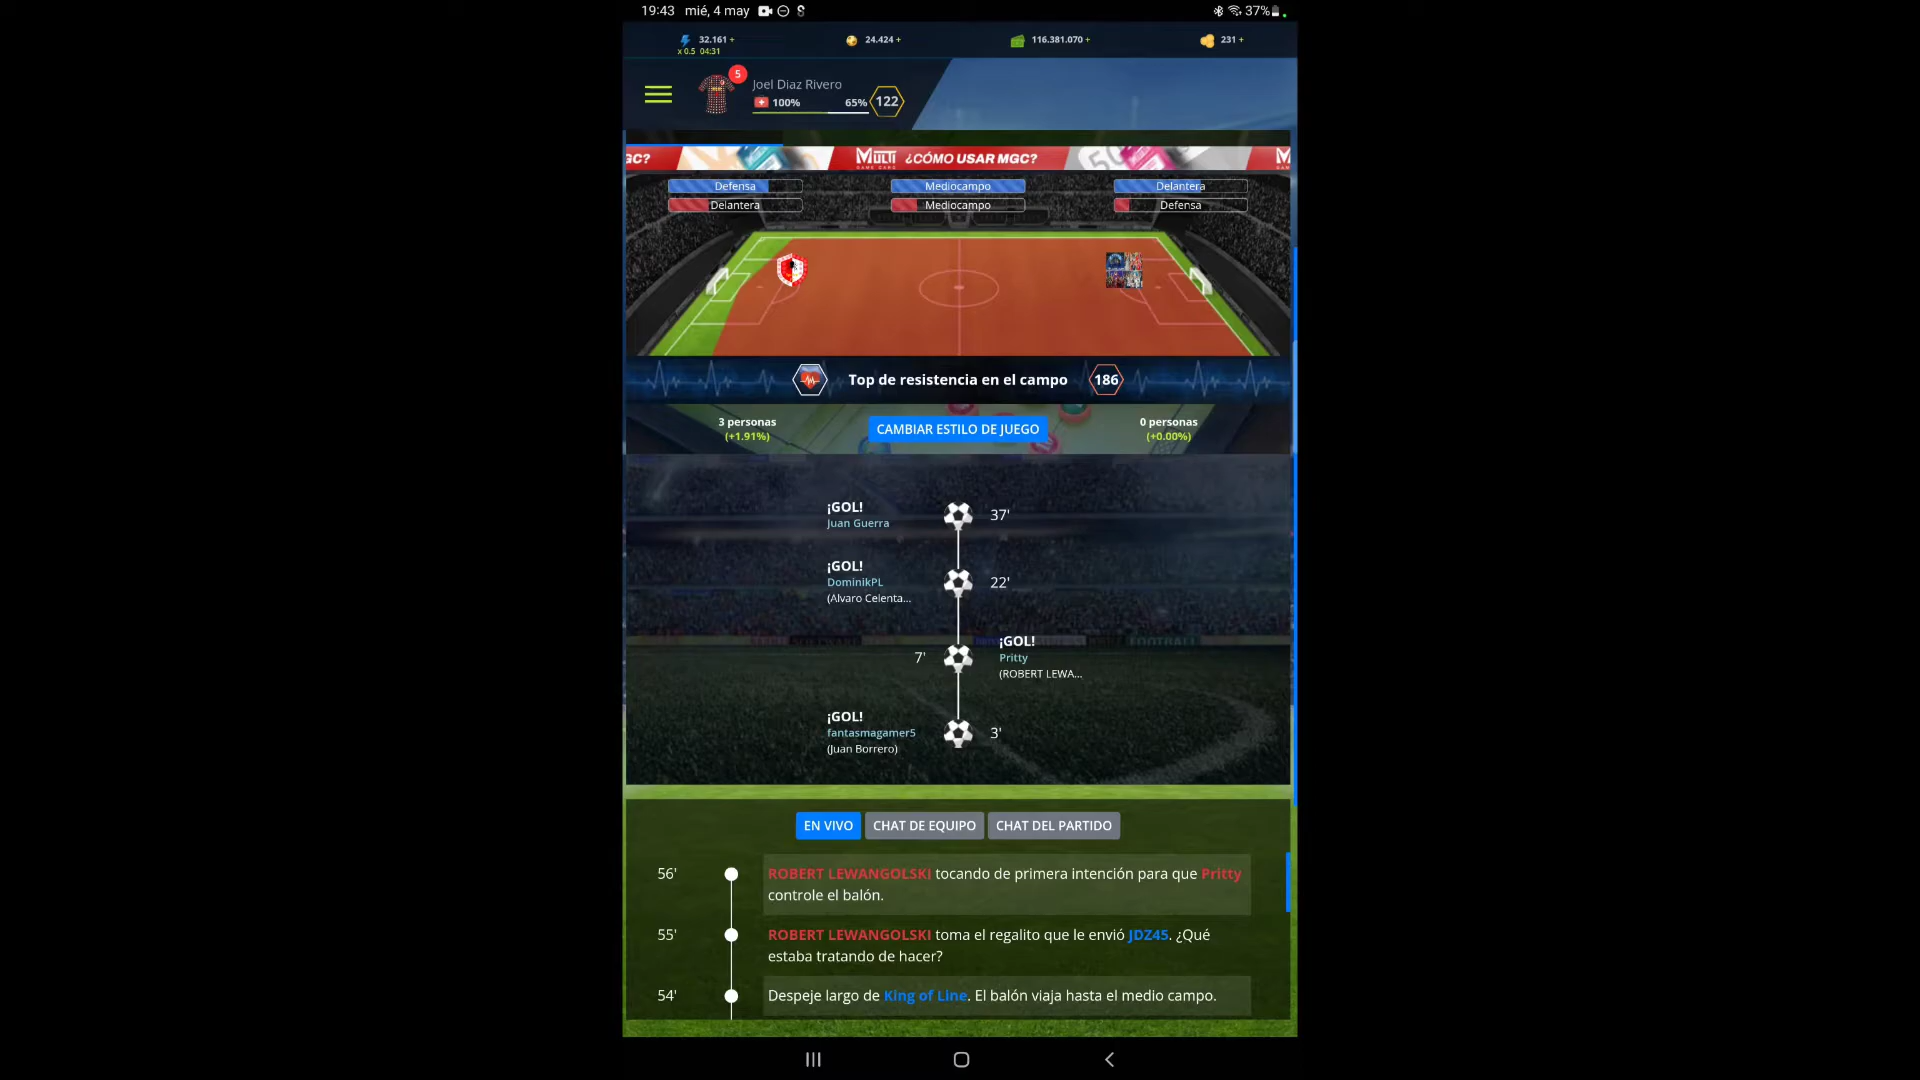 19:43 mié, 4 may
37%
32.161 +
x 0.5 04:31
24.424 +
116.381.070 +
231 +
5
Joel Diaz Rivero
100% 65% 122
GC?
MULTI GAME CARD ¿CÓMO USAR MGC?
Defensa Mediocampo Delantera
Delantera Mediocampo Defensa
Top de resistencia en el campo 186
3 personas
(+1.91%)
CAMBIAR ESTILO DE JUEGO
0 personas
(+0.00%)
¡GOL!
Juan Guerra
37'
¡GOL!
DominikPL
(Alvaro Celenta...
22'
7'
¡GOL!
Pritty
(ROBERT LEWA...
¡GOL!
fantasmagamer5
(Juan Borrero)
3'
EN VIVO CHAT DE EQUIPO CHAT DEL PARTIDO
56' ROBERT LEWANGOLSKI tocando de primera intención para que Pritty
controle el balón.
55' ROBERT LEWANGOLSKI toma el regalito que le envió JDZ45. ¿Qué
estaba tratando de hacer?
54' Despeje largo de King of Line. El balón viaja hasta el medio campo.